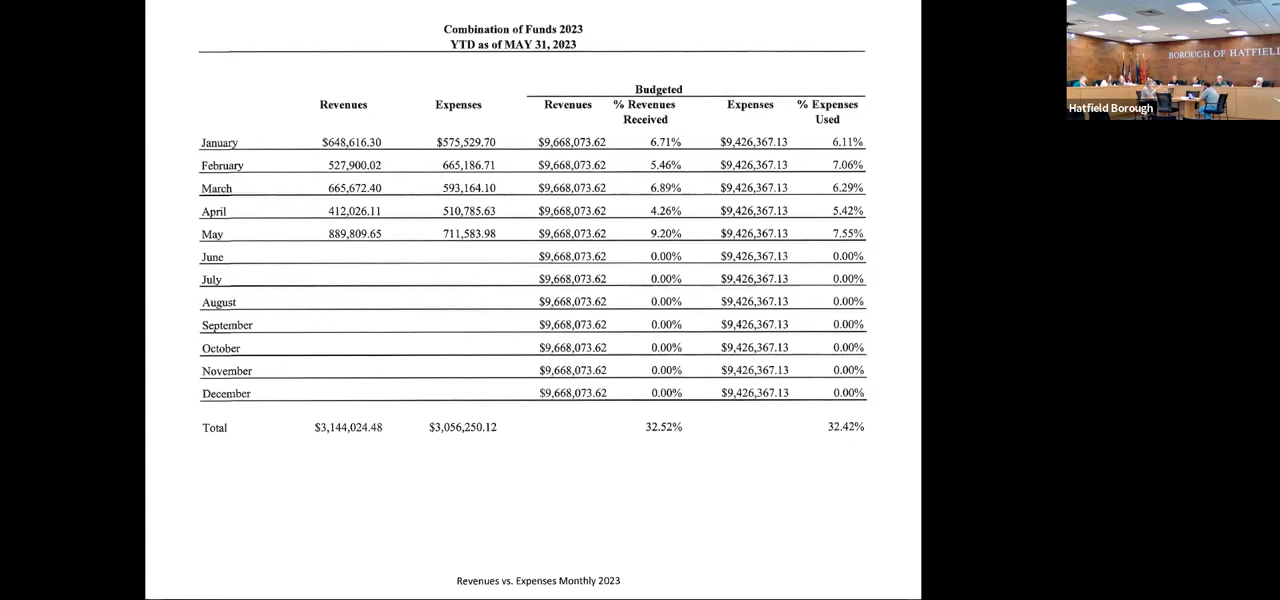 Combination of Funds 2023
YTD as of MAY 31, 2023
Budgeted
Revenues Expenses Revenues % Revenues Received Expenses % Expenses Used
January $648,616.30 $575,529.70 $9,668,073.62 6.71% $9,426,367.13 6.11%
February 527,900.02 665,186.71 $9,668,073.62 5.46% $9,426,367.13 7.06%
March 665,672.40 593,164.10 $9,668,073.62 6.89% $9,426,367.13 6.29%
April 412,026.11 510,785.63 $9,668,073.62 4.26% $9,426,367.13 5.42%
May 889,809.65 711,583.98 $9,668,073.62 9.20% $9,426,367.13 7.55%
June $9,668,073.62 0.00% $9,426,367.13 0.00%
July $9,668,073.62 0.00% $9,426,367.13 0.00%
August $9,668,073.62 0.00% $9,426,367.13 0.00%
September $9,668,073.62 0.00% $9,426,367.13 0.00%
October $9,668,073.62 0.00% $9,426,367.13 0.00%
November $9,668,073.62 0.00% $9,426,367.13 0.00%
December $9,668,073.62 0.00% $9,426,367.13 0.00%
Total $3,144,024.48 $3,056,250.12 32.52% 32.42%
Revenues vs. Expenses Monthly 2023
BOROUGH OF HATFIELD
Hatfield Borough